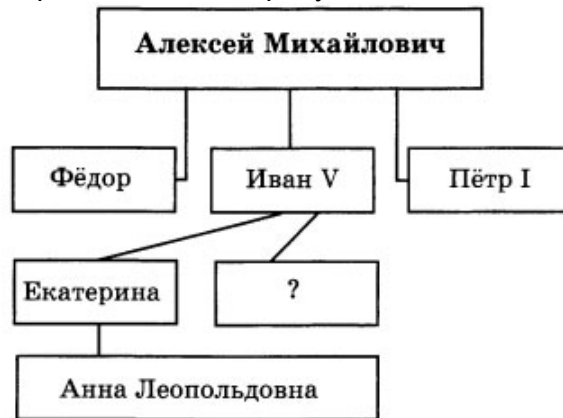 Алексей Михайлович
Фёдор
Иван V
Пётр I
Екатерина
?
Анна Леопольдовна